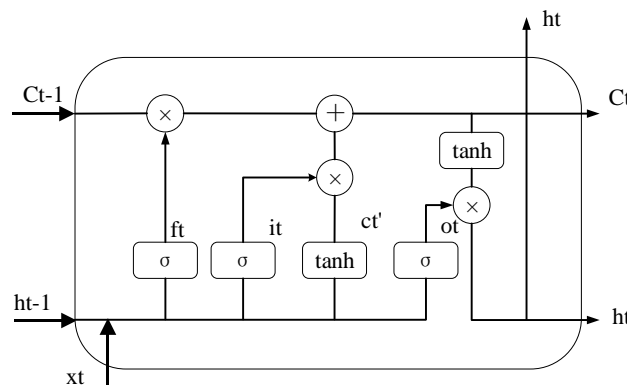 ht
Ct-1
×
+
Ct
tanh
×
×
ft
it
ct'
ot
σ
σ
tanh
σ
ht-1
ht
xt